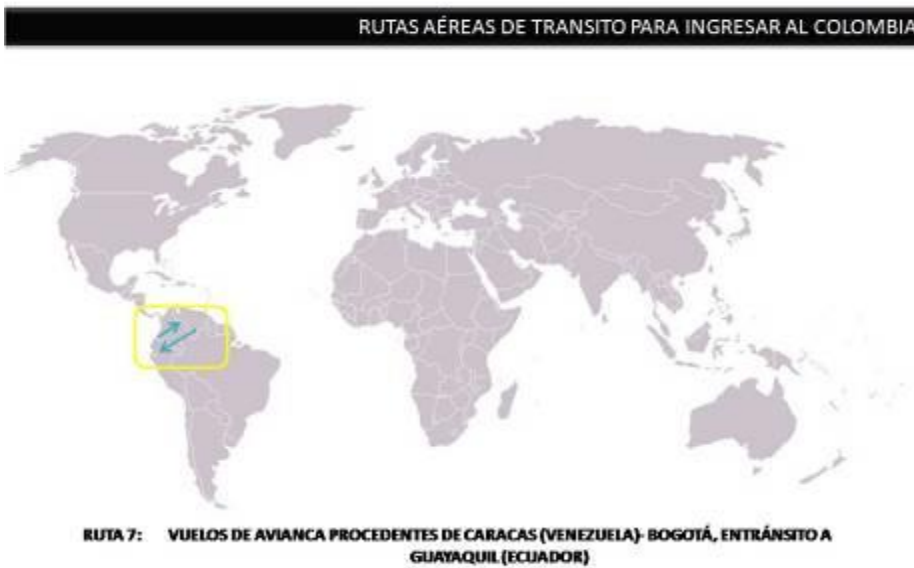 RUTAS AÉREAS DE TRANSITO PARA INGRESAR AL COLOMBIA
RUTA 7: VUELOS DE AVIANCA PROCEDENTES DE CARACAS (VENEZUELA)- BOGOTÁ, ENTRÁNSITO A
GUAYAQUIL (ECUADOR)